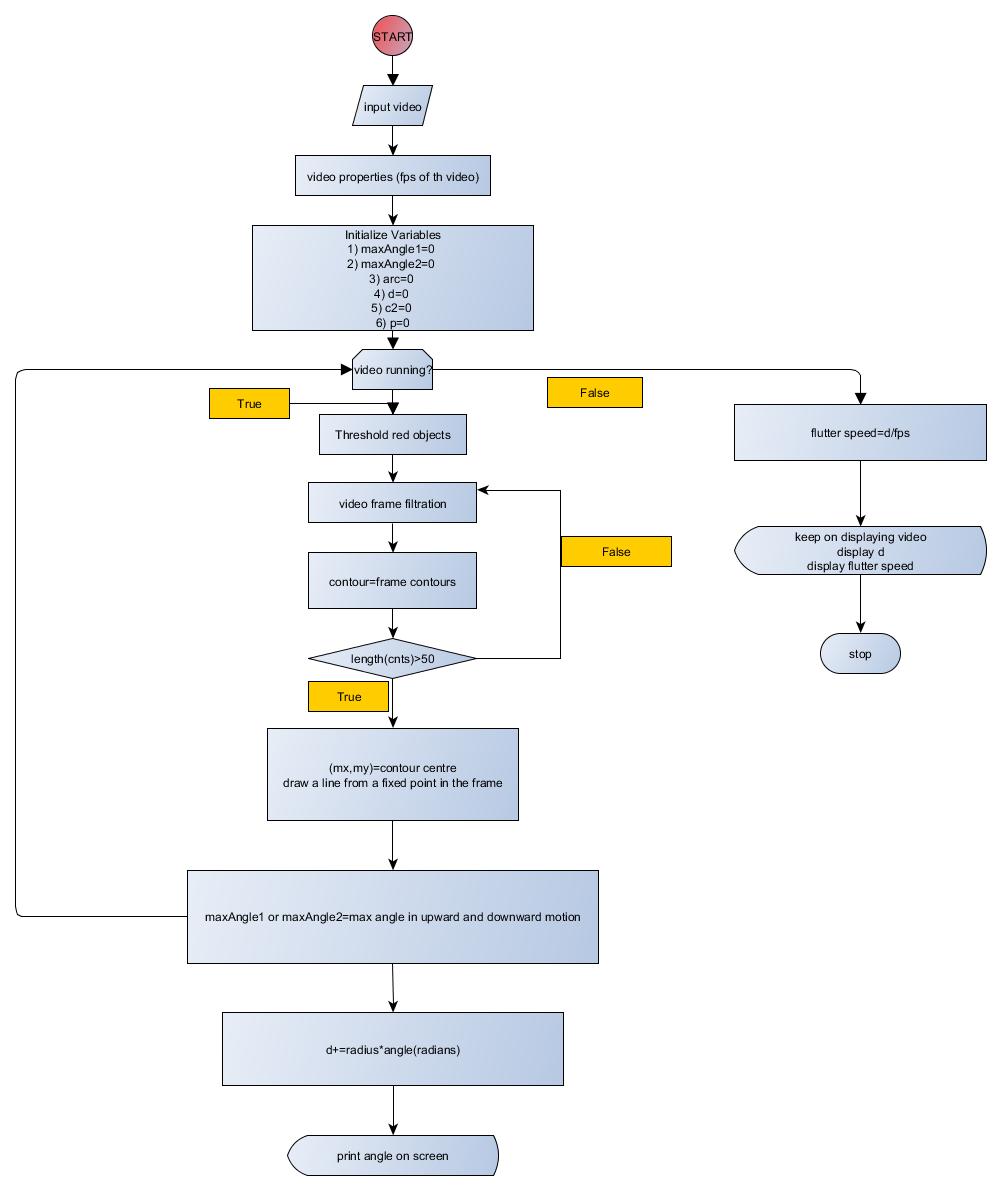 START
input video
video properties (fps of th video)
Initialize Variables
1) maxAngle1=0
2) maxAngle2=0
3) arc=0
4) d=0
5) c2=0
6) p=0
video running?
True
False
Threshold red objects
flutter speed=d/fps
video frame filtration
keep on displaying video
display d
display flutter speed
False
contour=frame contours
length(cnts)>50
stop
True
(mx,my)=contour centre
draw a line from a fixed point in the frame
maxAngle1 or maxAngle2=max angle in upward and downward motion
d+=radius*angle(radians)
print angle on screen